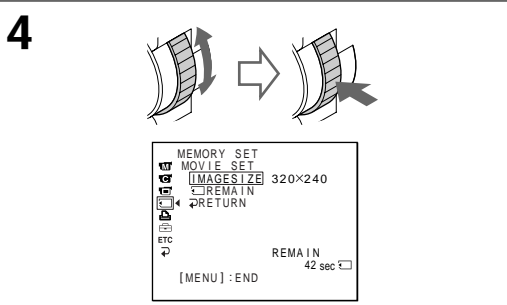 4
MEMORY SET
MOVIE SET
IMAGESIZE 320×240
REMAIN
RETURN
ETC
REMAIN
42 sec
[MENU]:END